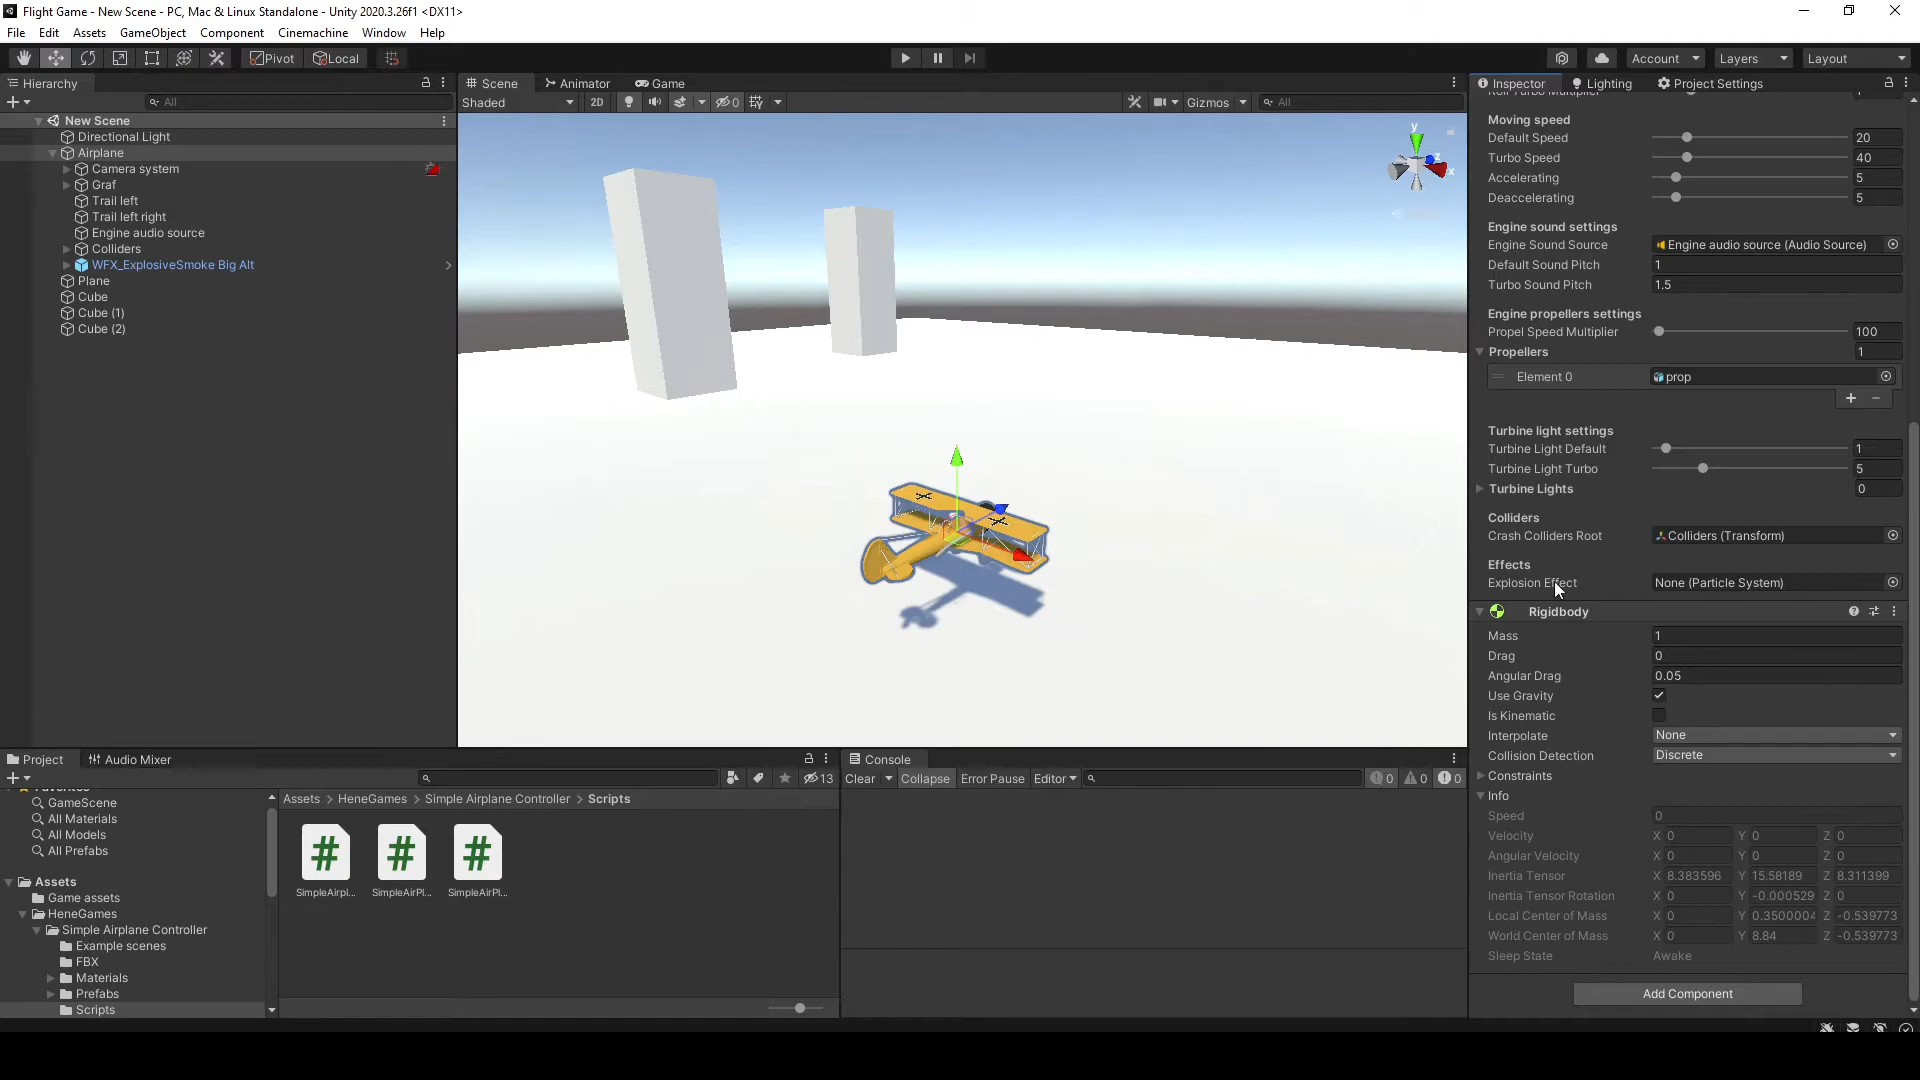 Flight Game - New Scene - PC, Mac & Linux Standalone - Unity 2020.3.26f1 <DX11>
File Edit Assets GameObject Component Cinemachine Window Help
Pivot Local Account Layers Layout
Hierarchy
All
New Scene
Directional Light
Airplane
Camera system
Graf
Trail left
Trail left right
Engine audio source
Colliders
WFX_ExplosiveSmoke Big Alt
Plane
Cube
Cube (1)
Cube (2)
Scene Animator Game
Shaded 2D 0 Gizmos All
y
z
x
Inspector Lighting Project Settings
Moving speed
Default Speed 20
Turbo Speed 40
Accelerating 5
Deaccelerating 5
Engine sound settings
Engine Sound Source Engine audio source (Audio Source)
Default Sound Pitch 1
Turbo Sound Pitch 1.5
Engine propellers settings
Propel Speed Multiplier 100
Propellers 1
Element 0 prop
Turbine light settings
Turbine Light Default 1
Turbine Light Turbo 5
Turbine Lights 0
Colliders
Crash Colliders Root Colliders (Transform)
Effects
Explosion Effect None (Particle System)
Rigidbody
Mass 1
Drag 0
Angular Drag 0.05
Use Gravity
Is Kinematic
Interpolate None
Collision Detection Discrete
Constraints
Info
Speed 0
Velocity X 0 Y 0 Z 0
Angular Velocity X 0 Y 0 Z 0
Inertia Tensor X 8.383596 Y 15.58189 Z 8.311399
Inertia Tensor Rotation X 0 Y -0.000529 Z 0
Local Center of Mass X 0 Y 0.3500004 Z -0.539773
World Center of Mass X 0 Y 8.84 Z -0.539773
Sleep State Awake
Add Component
Project Audio Mixer
13
GameScene
All Materials
All Models
All Prefabs
Assets
Game assets
HeneGames
Simple Airplane Controller
Example scenes
FBX
Materials
Prefabs
Scripts
Assets > HeneGames > Simple Airplane Controller > Scripts
SimpleAirpl... SimpleAirPl... SimpleAirPl...
Console
Clear Collapse Error Pause Editor 0 0 0